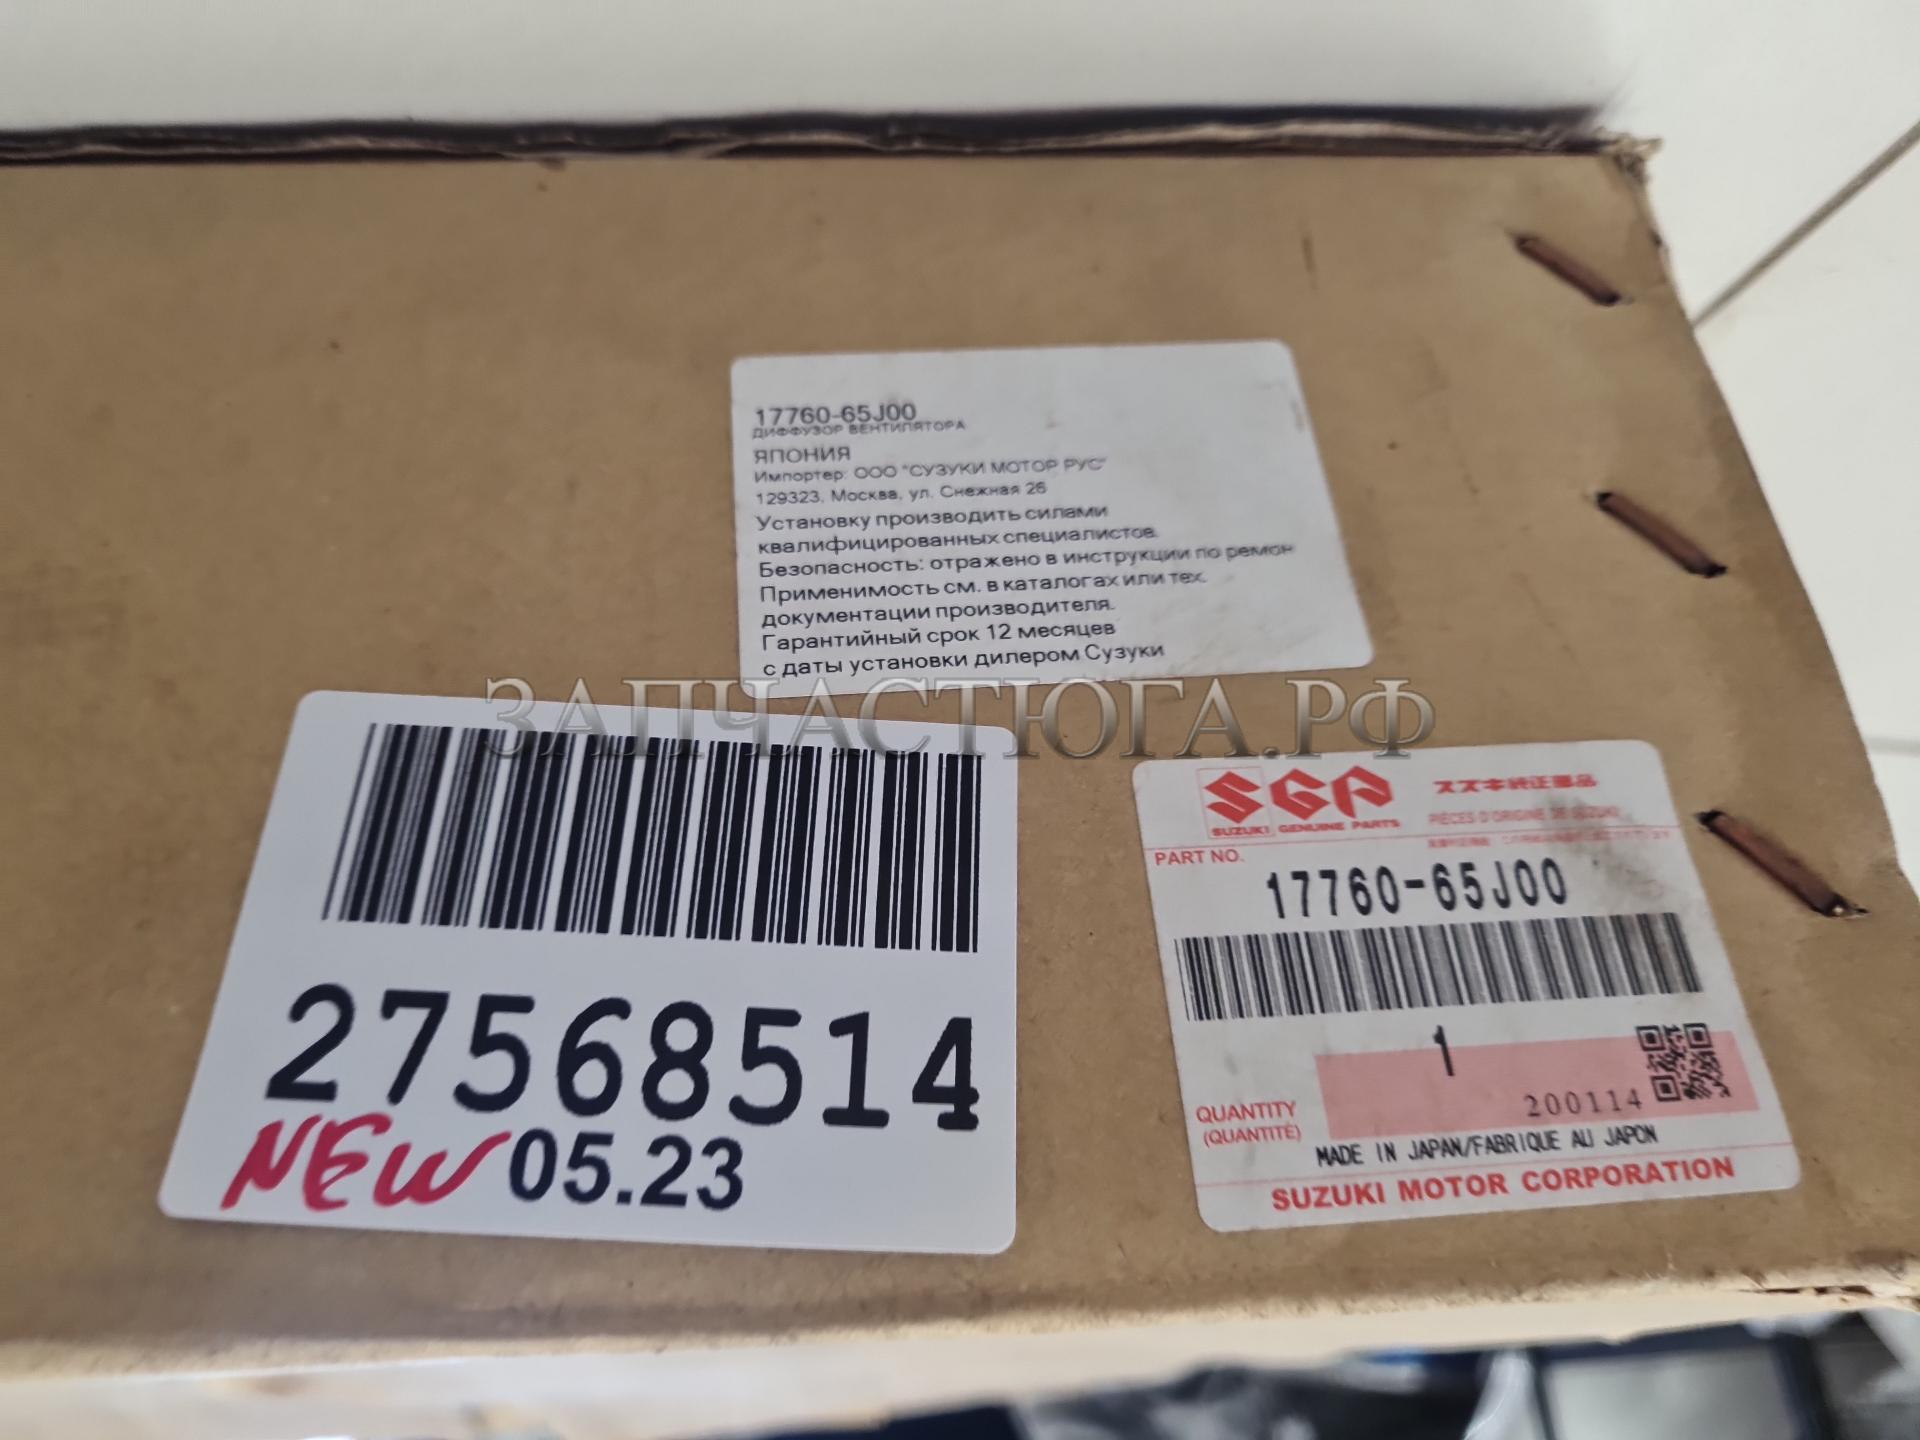 17760-65J00
ДИФФУЗОР ВЕНТИЛЯТОРА
ЯПОНИЯ
Импортер: ООО "СУЗУКИ МОТОР РУС"
129323, Москва, ул. Снежная 26
Установку производить силами
квалифицированных специалистов.
Безопасность: отражено в инструкции по ремон
Применимость см. в каталогах или тех.
документации производителя.
Гарантийный срок 12 месяцев
с даты установки дилером Сузуки
ЗАПЧАСТЮГА.РФ
27568514
NEW 05.23
SGP スズキ純正部品
SUZUKI GENUINE PARTS PIÈCES D'ORIGINE DE SUZUKI
PART NO.
17760-65J00
1
200114
QUANTITY
(QUANTITÉ)
MADE IN JAPAN/FABRIQUE AU JAPON
SUZUKI MOTOR CORPORATION